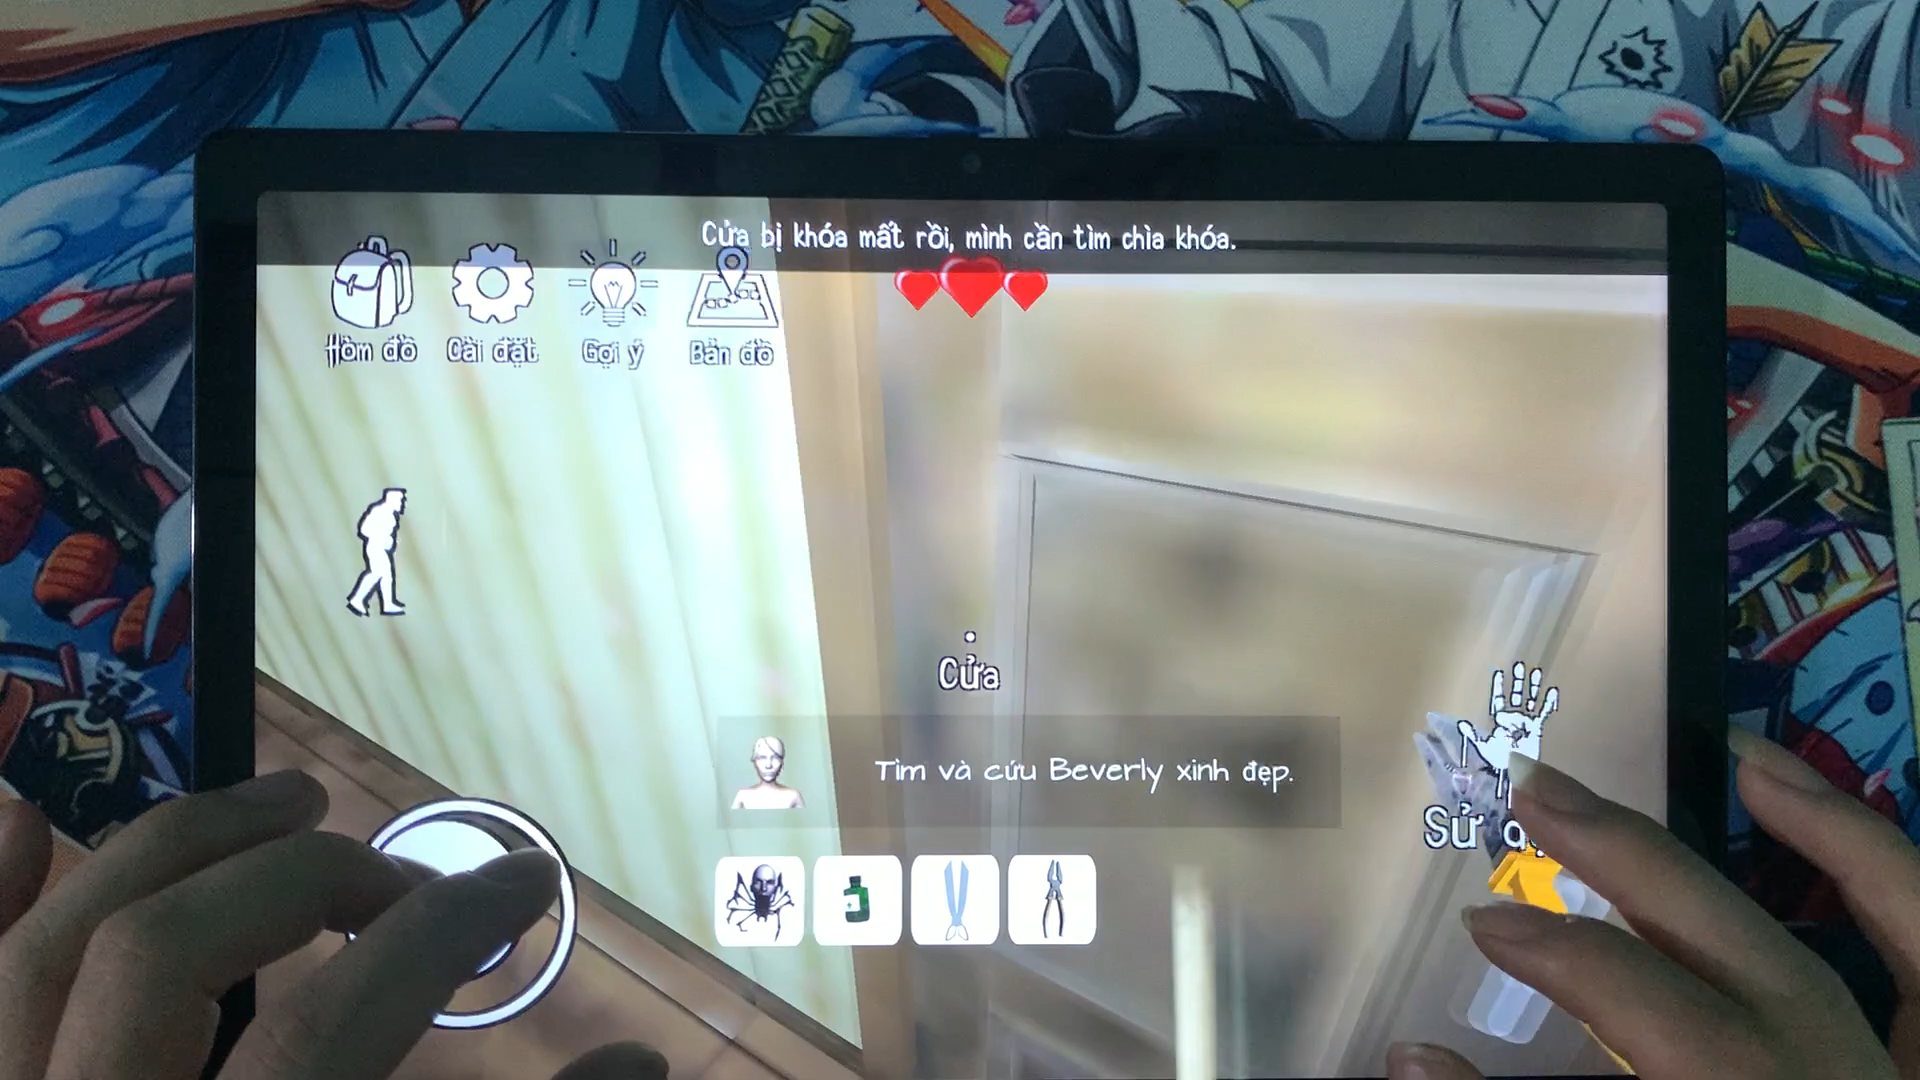 Cửa bị khóa mất rồi, mình cần tìm chìa khóa.
Hòm đồ
Cài đặt
Gợi ý
Bản đồ
Cửa
Tìm và cứu Beverly xinh đẹp.
Sử